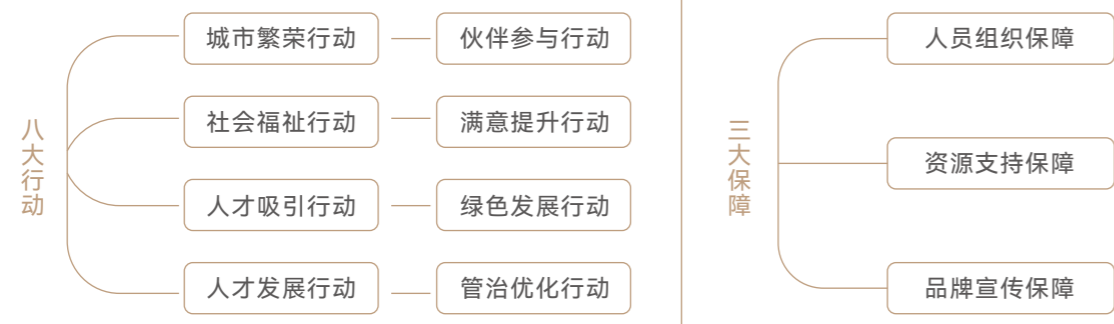 八大行动
城市繁荣行动
伙伴参与行动
社会福祉行动
满意提升行动
人才吸引行动
绿色发展行动
人才发展行动
管治优化行动
三大保障
人员组织保障
资源支持保障
品牌宣传保障